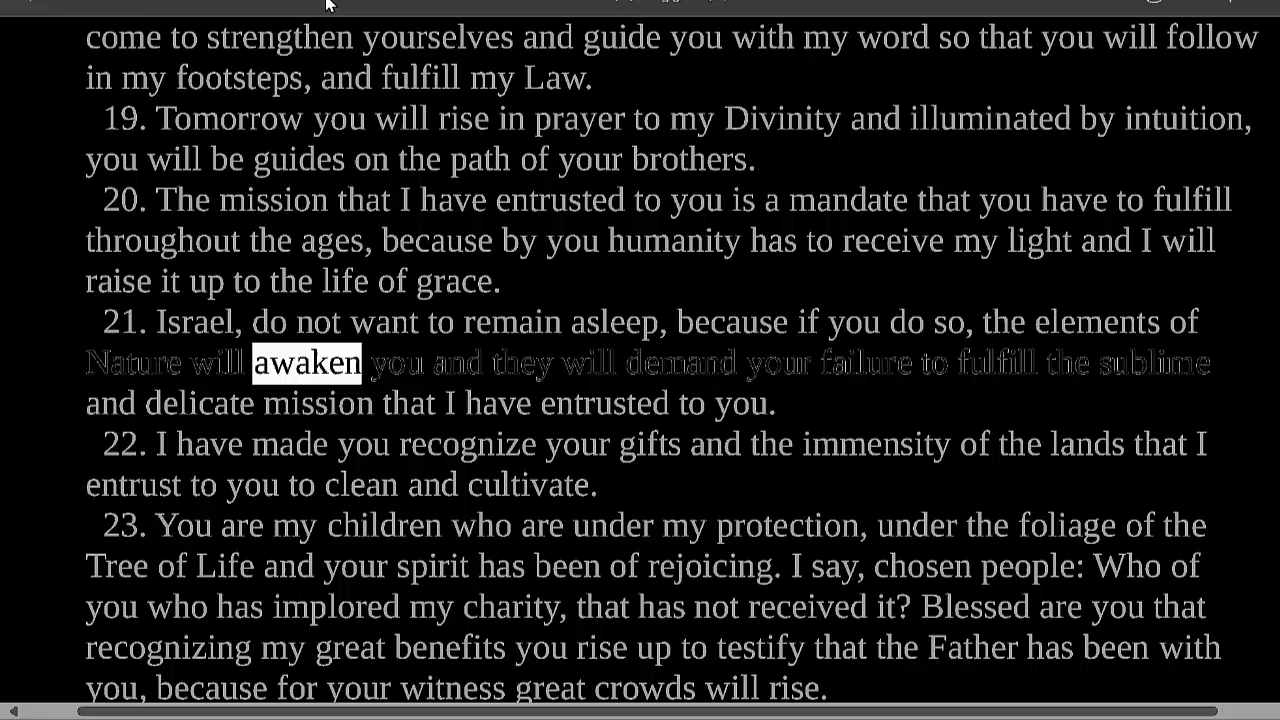 come to strengthen yourselves and guide you with my word so that you will follow
in my footsteps, and fulfill my Law.
19. Tomorrow you will rise in prayer to my Divinity and illuminated by intuition,
you will be guides on the path of your brothers.
20. The mission that I have entrusted to you is a mandate that you have to fulfill
throughout the ages, because by you humanity has to receive my light and I will
raise it up to the life of grace.
21. Israel, do not want to remain asleep, because if you do so, the elements of
Nature will awaken you and they will demand your failure to fulfill the sublime
and delicate mission that I have entrusted to you.
22. I have made you recognize your gifts and the immensity of the lands that I
entrust to you to clean and cultivate.
23. You are my children who are under my protection, under the foliage of the
Tree of Life and your spirit has been of rejoicing. I say, chosen people: Who of
you who has implored my charity, that has not received it? Blessed are you that
recognizing my great benefits you rise up to testify that the Father has been with
you, because for your witness great crowds will rise.